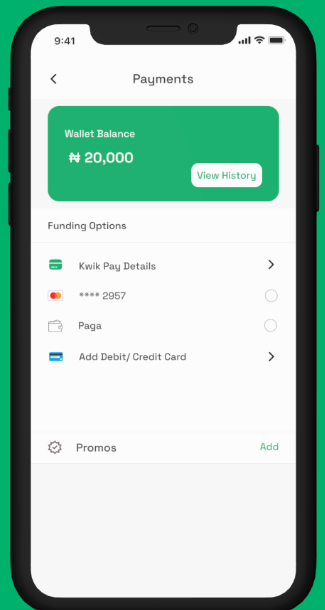 9:41
Payments
Wallet Balance
₦ 20,000
View History
Funding Options
Kwik Pay Details
**** 2957
Paga
Add Debit/ Credit Card
Promos
Add